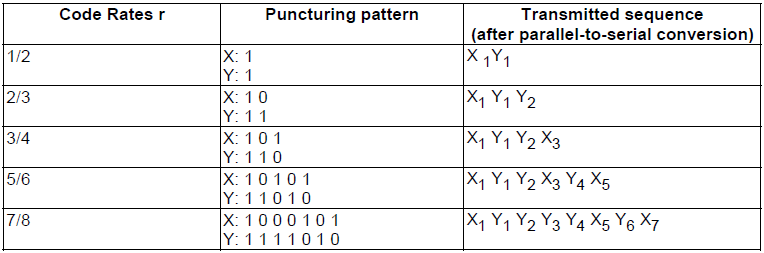 Code Rates r Puncturing pattern Transmitted sequence
(after parallel-to-serial conversion)
1/2 X: 1 X1Y1
Y: 1
2/3 X: 1 0 X1 Y1 Y2
Y: 1 1
3/4 X: 1 0 1 X1 Y1 Y2 X3
Y: 1 1 0
5/6 X: 1 0 1 0 1 X1 Y1 Y2 X3 Y4 X5
Y: 1 1 0 1 0
7/8 X: 1 0 0 0 1 0 1 X1 Y1 Y2 Y3 Y4 X5 Y6 X7
Y: 1 1 1 1 0 1 0